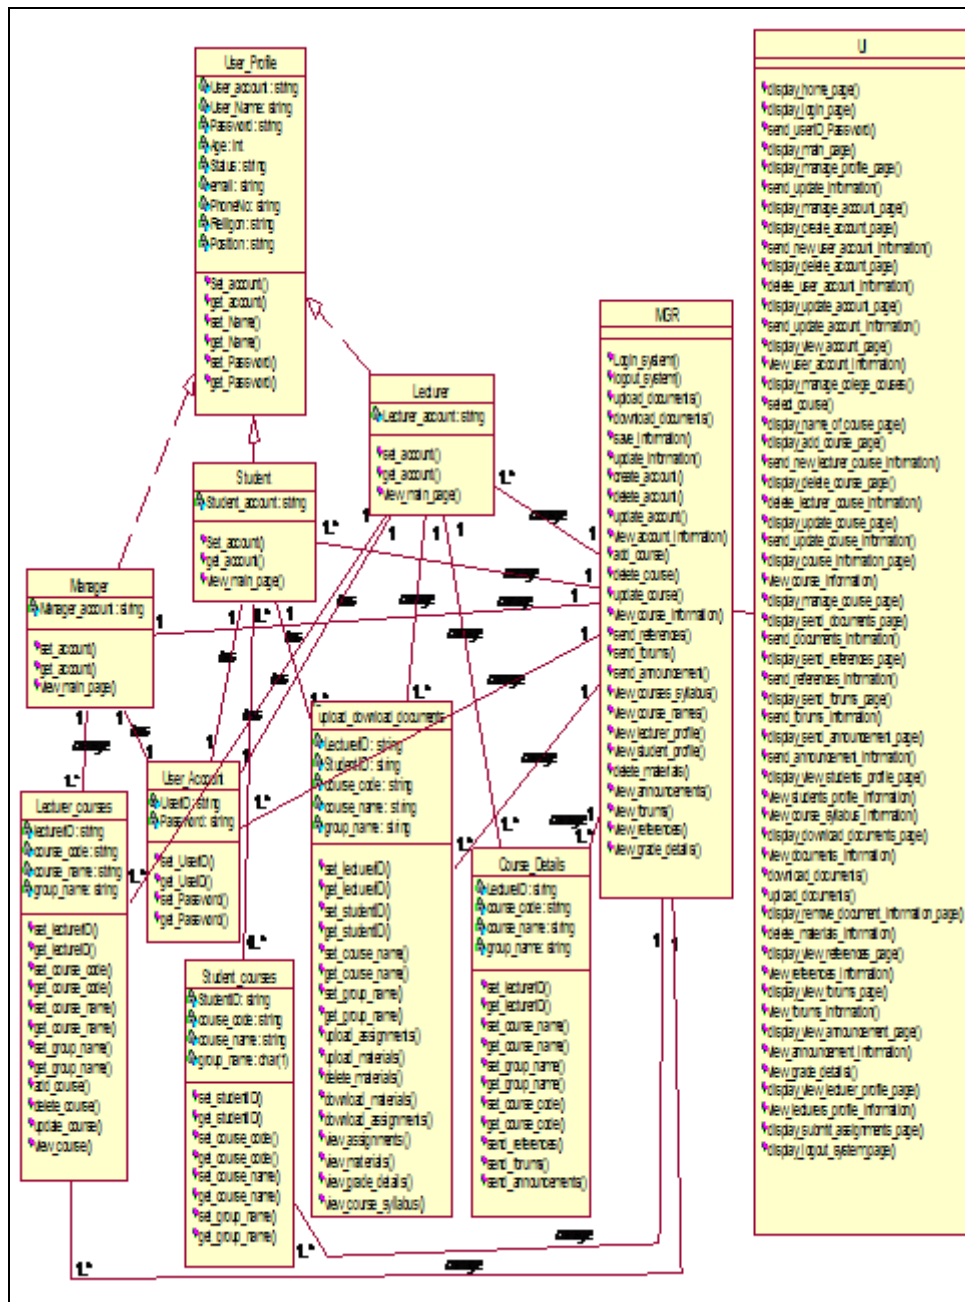 User_Profile
User_account : string
User_Name: string
Password : string
Age : int
Status : string
email : string
PhoneNo: string
Religon : string
Position : string
Set_account()
get_account()
set_Name()
get_Name()
set_Password()
get_Password()
Lecturer
Lecturer_account : string
set_account()
get_account()
View_main_page()
Student
Student_account : string
Set_account()
get_account()
View_main_page()
Manager
Manager_account : string
set_account()
get_account()
View_main_page()
User_Account
UserID : string
Password : string
set_UserID()
get_UseID()
set_Password()
get_Password()
Lecturer_courses
lecturerID : string
course_code : string
course_name : string
group_name : string
set_lecturerID()
get_lecturerID()
set_course_code()
get_course_code()
set_course_name()
get_course_name()
set_group_name()
get_group_name()
add_course()
delete_course()
update_course()
View_course()
Student_courses
StudentID: string
course_code : string
course_name : string
group_name : char(1)
set_studentID()
get_studentID()
set_course_code()
get_course_code()
set_course_name()
get_course_name()
set_group_name()
get_group_name()
upload_download_documents
LecturerID : string
StudentID : string
course_code : string
course_name : string
group_name : string
set_lecturerID()
get_lecturerID()
set_studentID()
get_studentID()
set_course_name()
get_course_name()
set_group_name()
get_group_name()
upload_assignments()
upload_materials()
delete_materials()
download_materials()
download_assignments()
view_assignments()
view_materials()
view_grade_details()
view_course_syllabus()
Course_Details
LecturerID : string
course_code : string
course_name : string
group_name : string
set_lecturerID()
get_lecturerID()
set_course_name()
get_course_name()
set_group_name()
get_group_name()
set_course_code()
get_course_code()
send_references()
send_forums()
send_announcements()
MGR
Login_system()
logout_system()
upload_documents()
download_documents()
save_information()
update_information()
create_account()
delete_account()
update_account()
View_account_information()
add_course()
delete_course()
update_course()
View_course_information()
send_references()
send_forums()
send_announcement()
View_courses_syllabus()
View_course_names()
View_lecturer_profile()
View_student_profile()
delete_materials()
View_announcements()
View_forums()
View_references()
View_grade_details()
UI
display_home_page()
display_login_page()
send_userID_Password()
display_main_page()
display_manage_profile_page()
send_update_information()
display_manage_account_page()
display_create_account_page()
send_new_user_account_information()
display_delete_account_page()
delete_user_account_information()
display_update_account_page()
send_update_account_information()
display_view_account_page()
View_user_account_information()
display_manage_colege_couses()
select_course()
display_name_of_course_page()
display_add_course_page()
send_new_lecturer_course_information()
display_delete_course_page()
delete_lecturer_course_information()
display_update_course_page()
send_update_course_information()
display_course_information_page()
View_course_information()
display_manage_course_page()
display_send_documents_page()
send_documents_information()
display_send_references_page()
send_references_information()
display_send_forums_page()
send_forums_information()
display_send_announcement_page()
send_announcement_information()
display_view_students_profile_page()
View_students_profile_information()
View_course_syllabus_information()
display_download_documents_page()
View_documents_information()
download_documents()
upload_documents()
display_remove_document_information_page()
delete_materials_information()
display_view_references_page()
View_references_information()
display_view_forums_page()
View_forums_information()
display_view_announcement_page()
View_announcement_information()
View_grade_details()
display_view_lecturer_profile_page()
View_lecturers_profile_information()
display_submit_assignments_page()
display_logout_systempage()